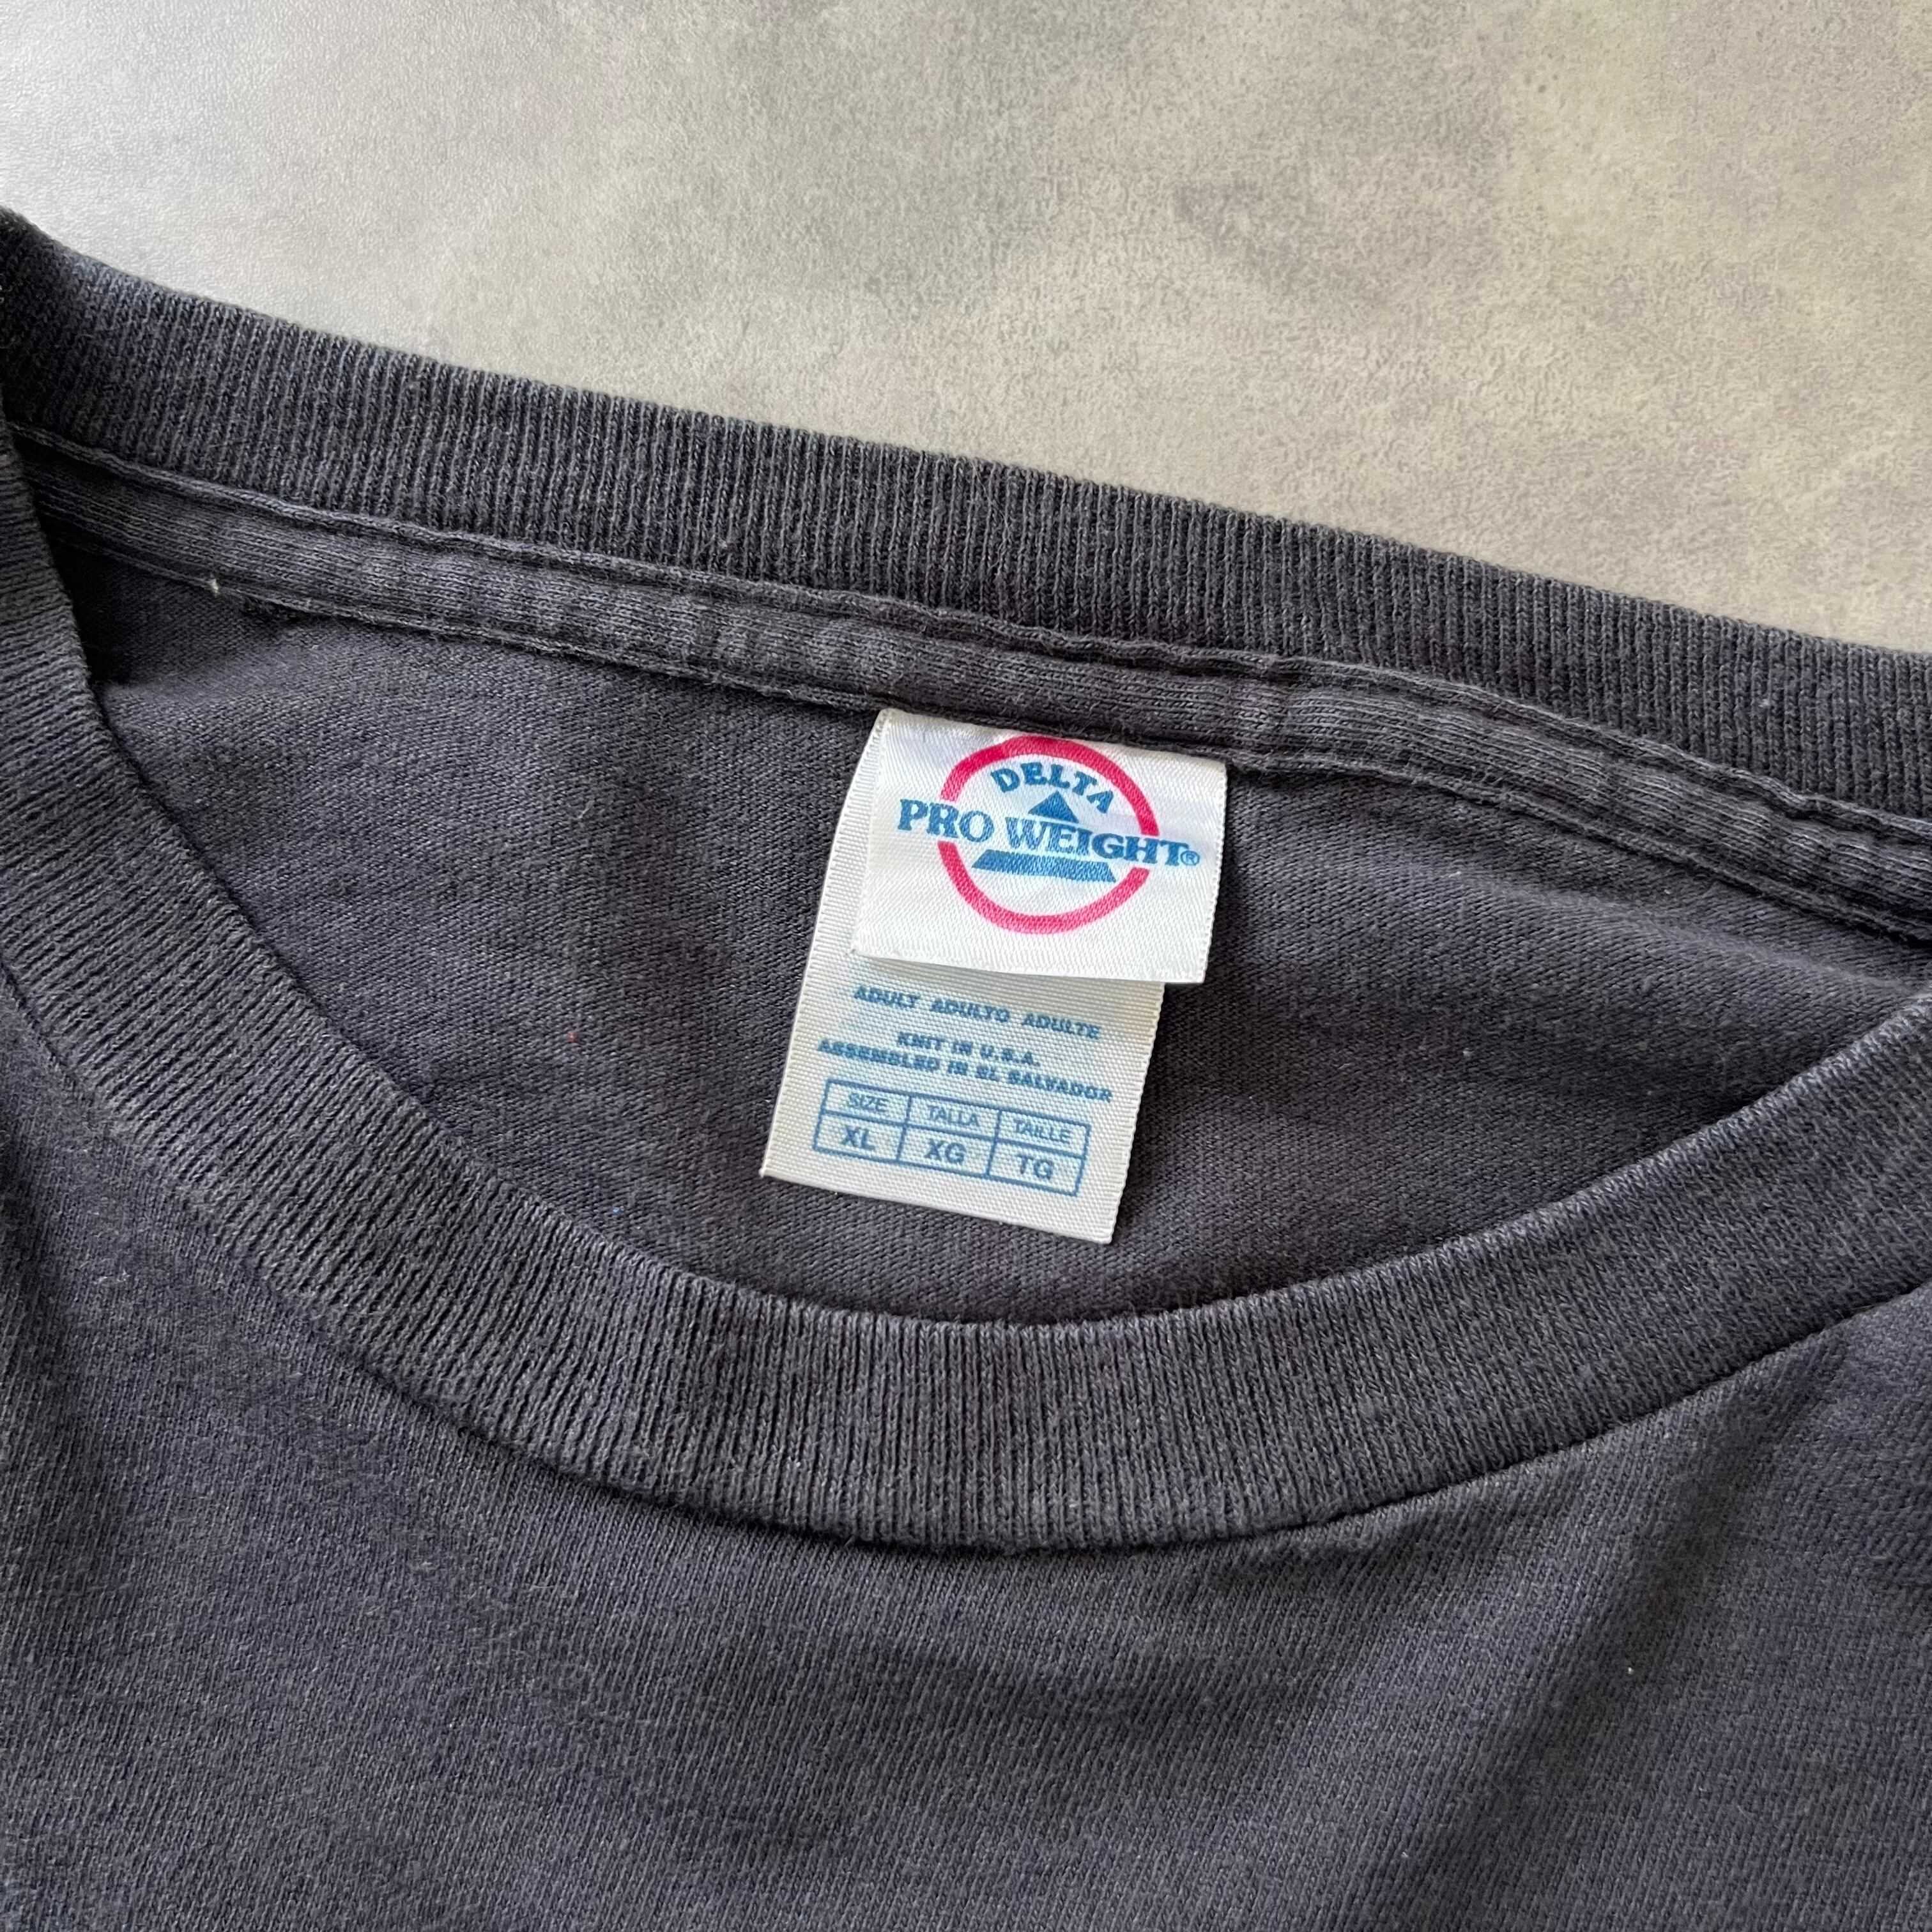 DELTA
PRO WEIGHT®
ADULT ADULTO ADULTE
KNIT IN U.S.A.
ASSEMBLED IN EL SALVADOR
SIZE TALLA TAILLE
XL XG TG